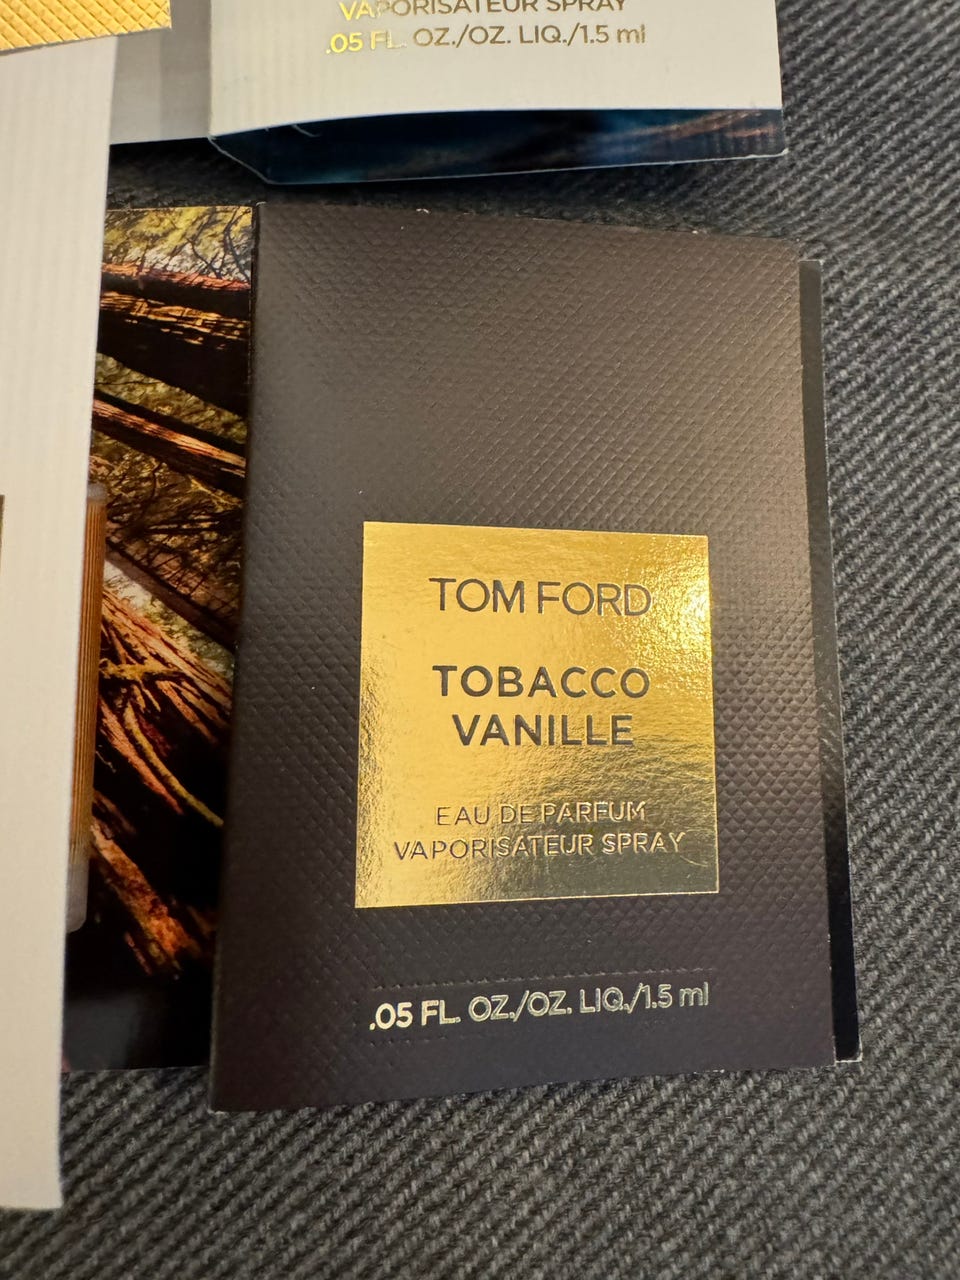 VAPORISATEUR SPRAY
.05 FL. OZ./OZ. LIQ./1.5 ml
TOM FORD
TOBACCO
VANILLE
EAU DE PARFUM
VAPORISATEUR SPRAY
.05 FL. OZ./OZ. LIQ./1.5 ml